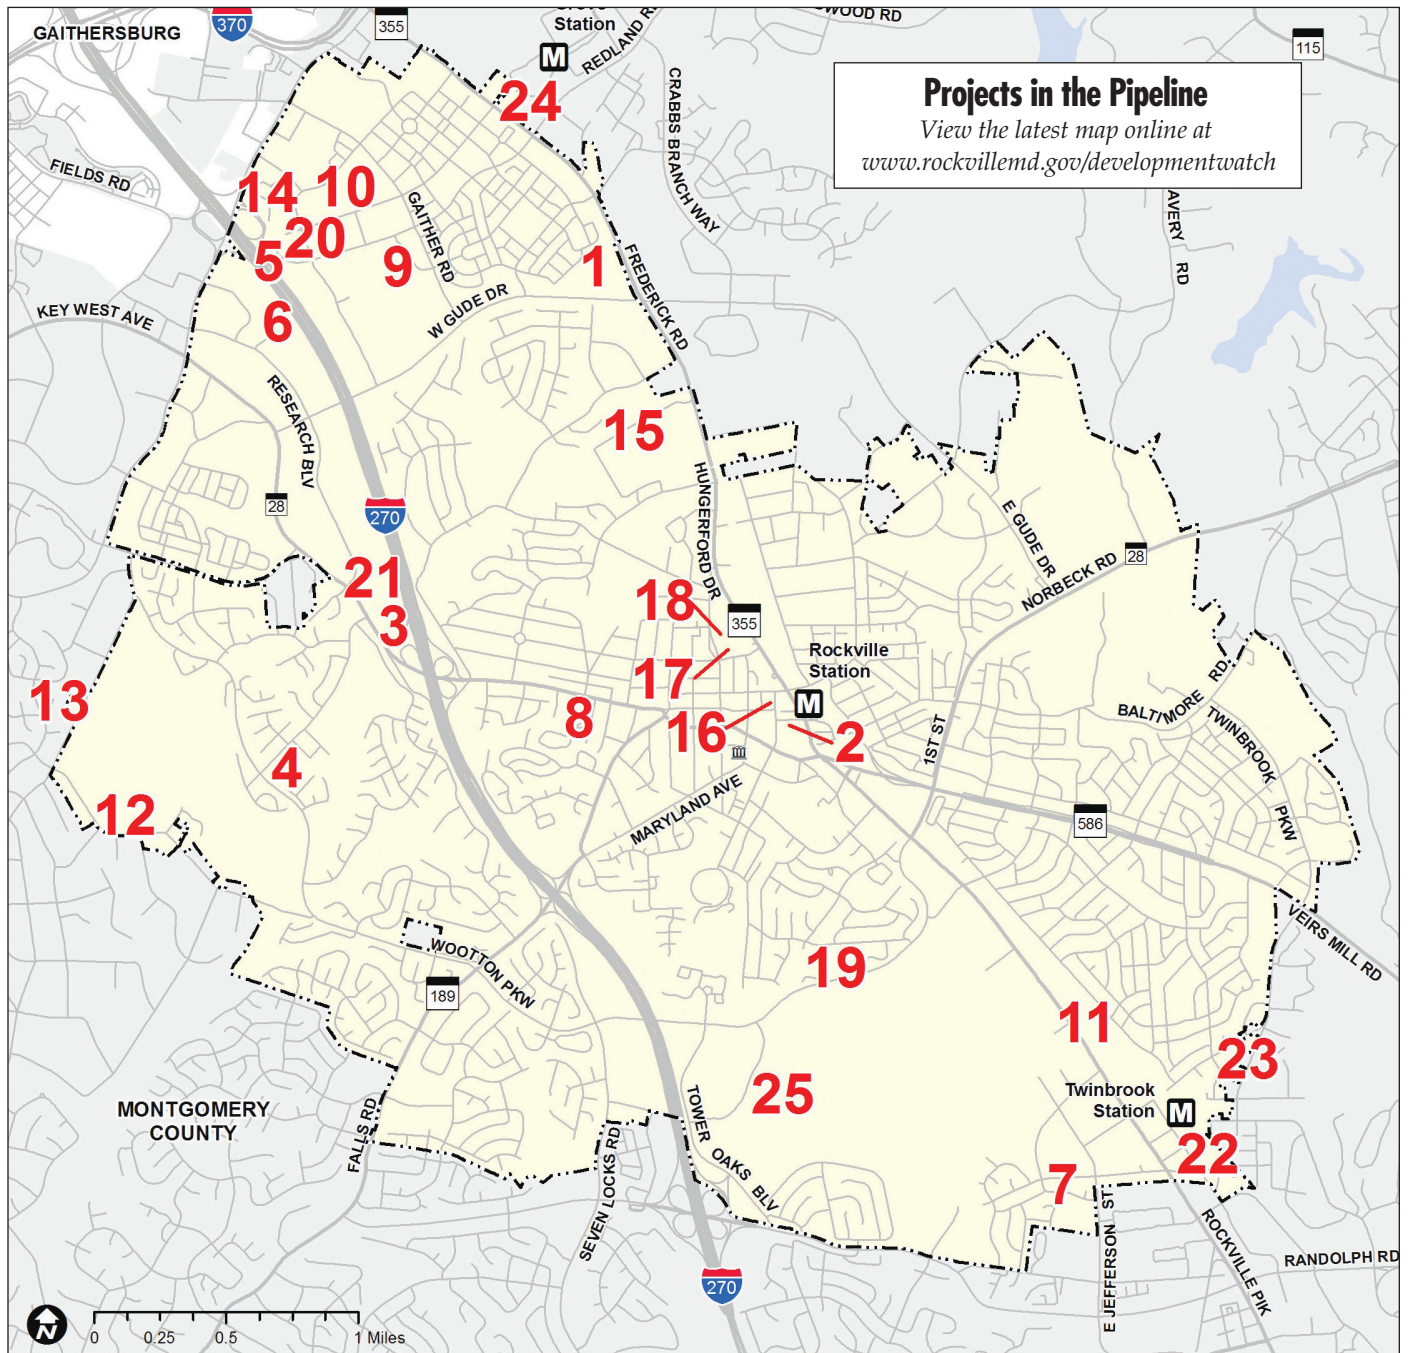 GAITHERSBURG
370
355
Station
REDLAND
SWOOD RD
115
24
M
CRABBS BRANCH WAY
Projects in the Pipeline
View the latest map online at
www.rockvillemd.gov/developmentwatch
FIELDS RD
14
10
GAITHER RD
20
5
9
1
AVERY RD
FREDERICK RD
KEY WEST AVE
6
W GUDE DR
RESEARCH BLV
15
HUNGERFORD DR
28
270
E GUDE DR
28
NORBECK RD
21
3
18
355
Rockville
Station
M
17
13
8
16
2
1ST ST
BALTIMORE RD
TWINBROOK PKW
4
12
MARYLAND AVE
586
VEIRS MILL RD
WOOTTON PKW
189
19
11
23
25
Twinbrook
Station
M
MONTGOMERY
COUNTY
FALLS RD
TOWER OAKS BLV
22
7
SEVEN LOCKS RD
E JEFFERSON ST
ROCKVILLE PIK
RANDOLPH RD
270
N
0 0.25 0.5 1 Miles